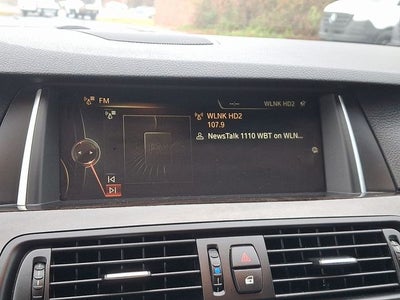 FM
--:-- WLNK HD2
WLNK HD2
107.9
NewsTalk 1110 WBT on WLN...